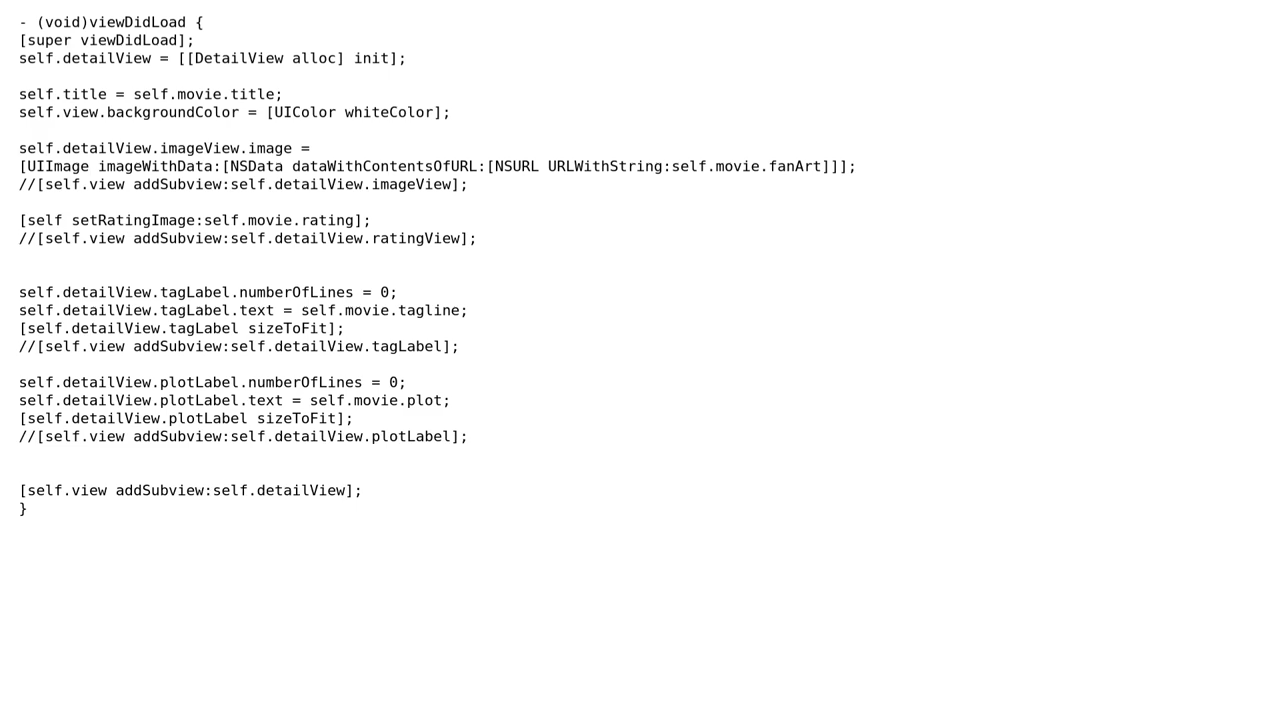 - (void)viewDidLoad {
[super viewDidLoad];
self.detailView = [[DetailView alloc] init];
self.title = self.movie.title;
self.view.backgroundColor = [UIColor whiteColor];
self.detailView.imageView.image =
[UIImage imageWithData:[NSData dataWithContentsOfURL:[NSURL URLWithString:self.movie.fanArt]]];
//[self.view addSubview:self.detailView.imageView];
[self setRatingImage:self.movie.rating];
//[self.view addSubview:self.detailView.ratingView];
self.detailView.tagLabel.numberOfLines = 0;
self.detailView.tagLabel.text = self.movie.tagline;
[self.detailView.tagLabel sizeToFit];
//[self.view addSubview:self.detailView.tagLabel];
self.detailView.plotLabel.numberOfLines = 0;
self.detailView.plotLabel.text = self.movie.plot;
[self.detailView.plotLabel sizeToFit];
//[self.view addSubview:self.detailView.plotLabel];
[self.view addSubview:self.detailView];
}